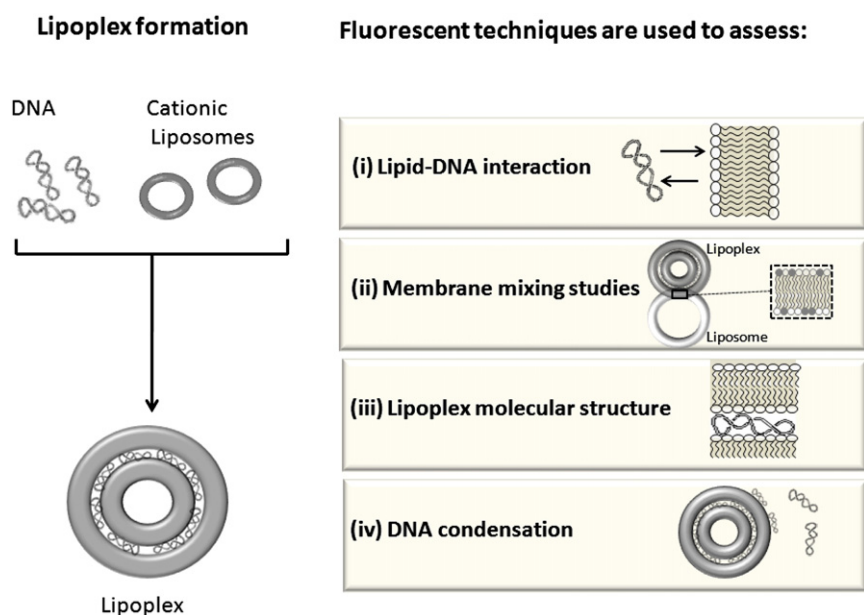 Lipoplex formation
DNA
Cationic
Liposomes
Lipoplex
Fluorescent techniques are used to assess:
(i) Lipid-DNA interaction
(ii) Membrane mixing studies
Lipoplex
Liposome
(iii) Lipoplex molecular structure
(iv) DNA condensation